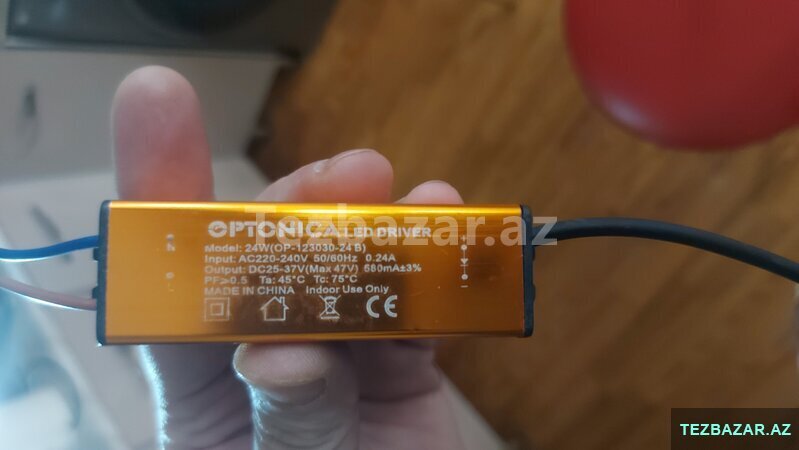 OPTONICA LED DRIVER
Model: 24W(OP-123030-24 B)
Input: AC220-240V 50/60Hz 0.24A
Output: DC25-37V(Max 47V) 580mA±3%
PF≥0.5 Ta: 45°C Tc: 75°C
MADE IN CHINA Indoor Use Only
CE
Tezbazar.az
TEZBAZAR.AZ